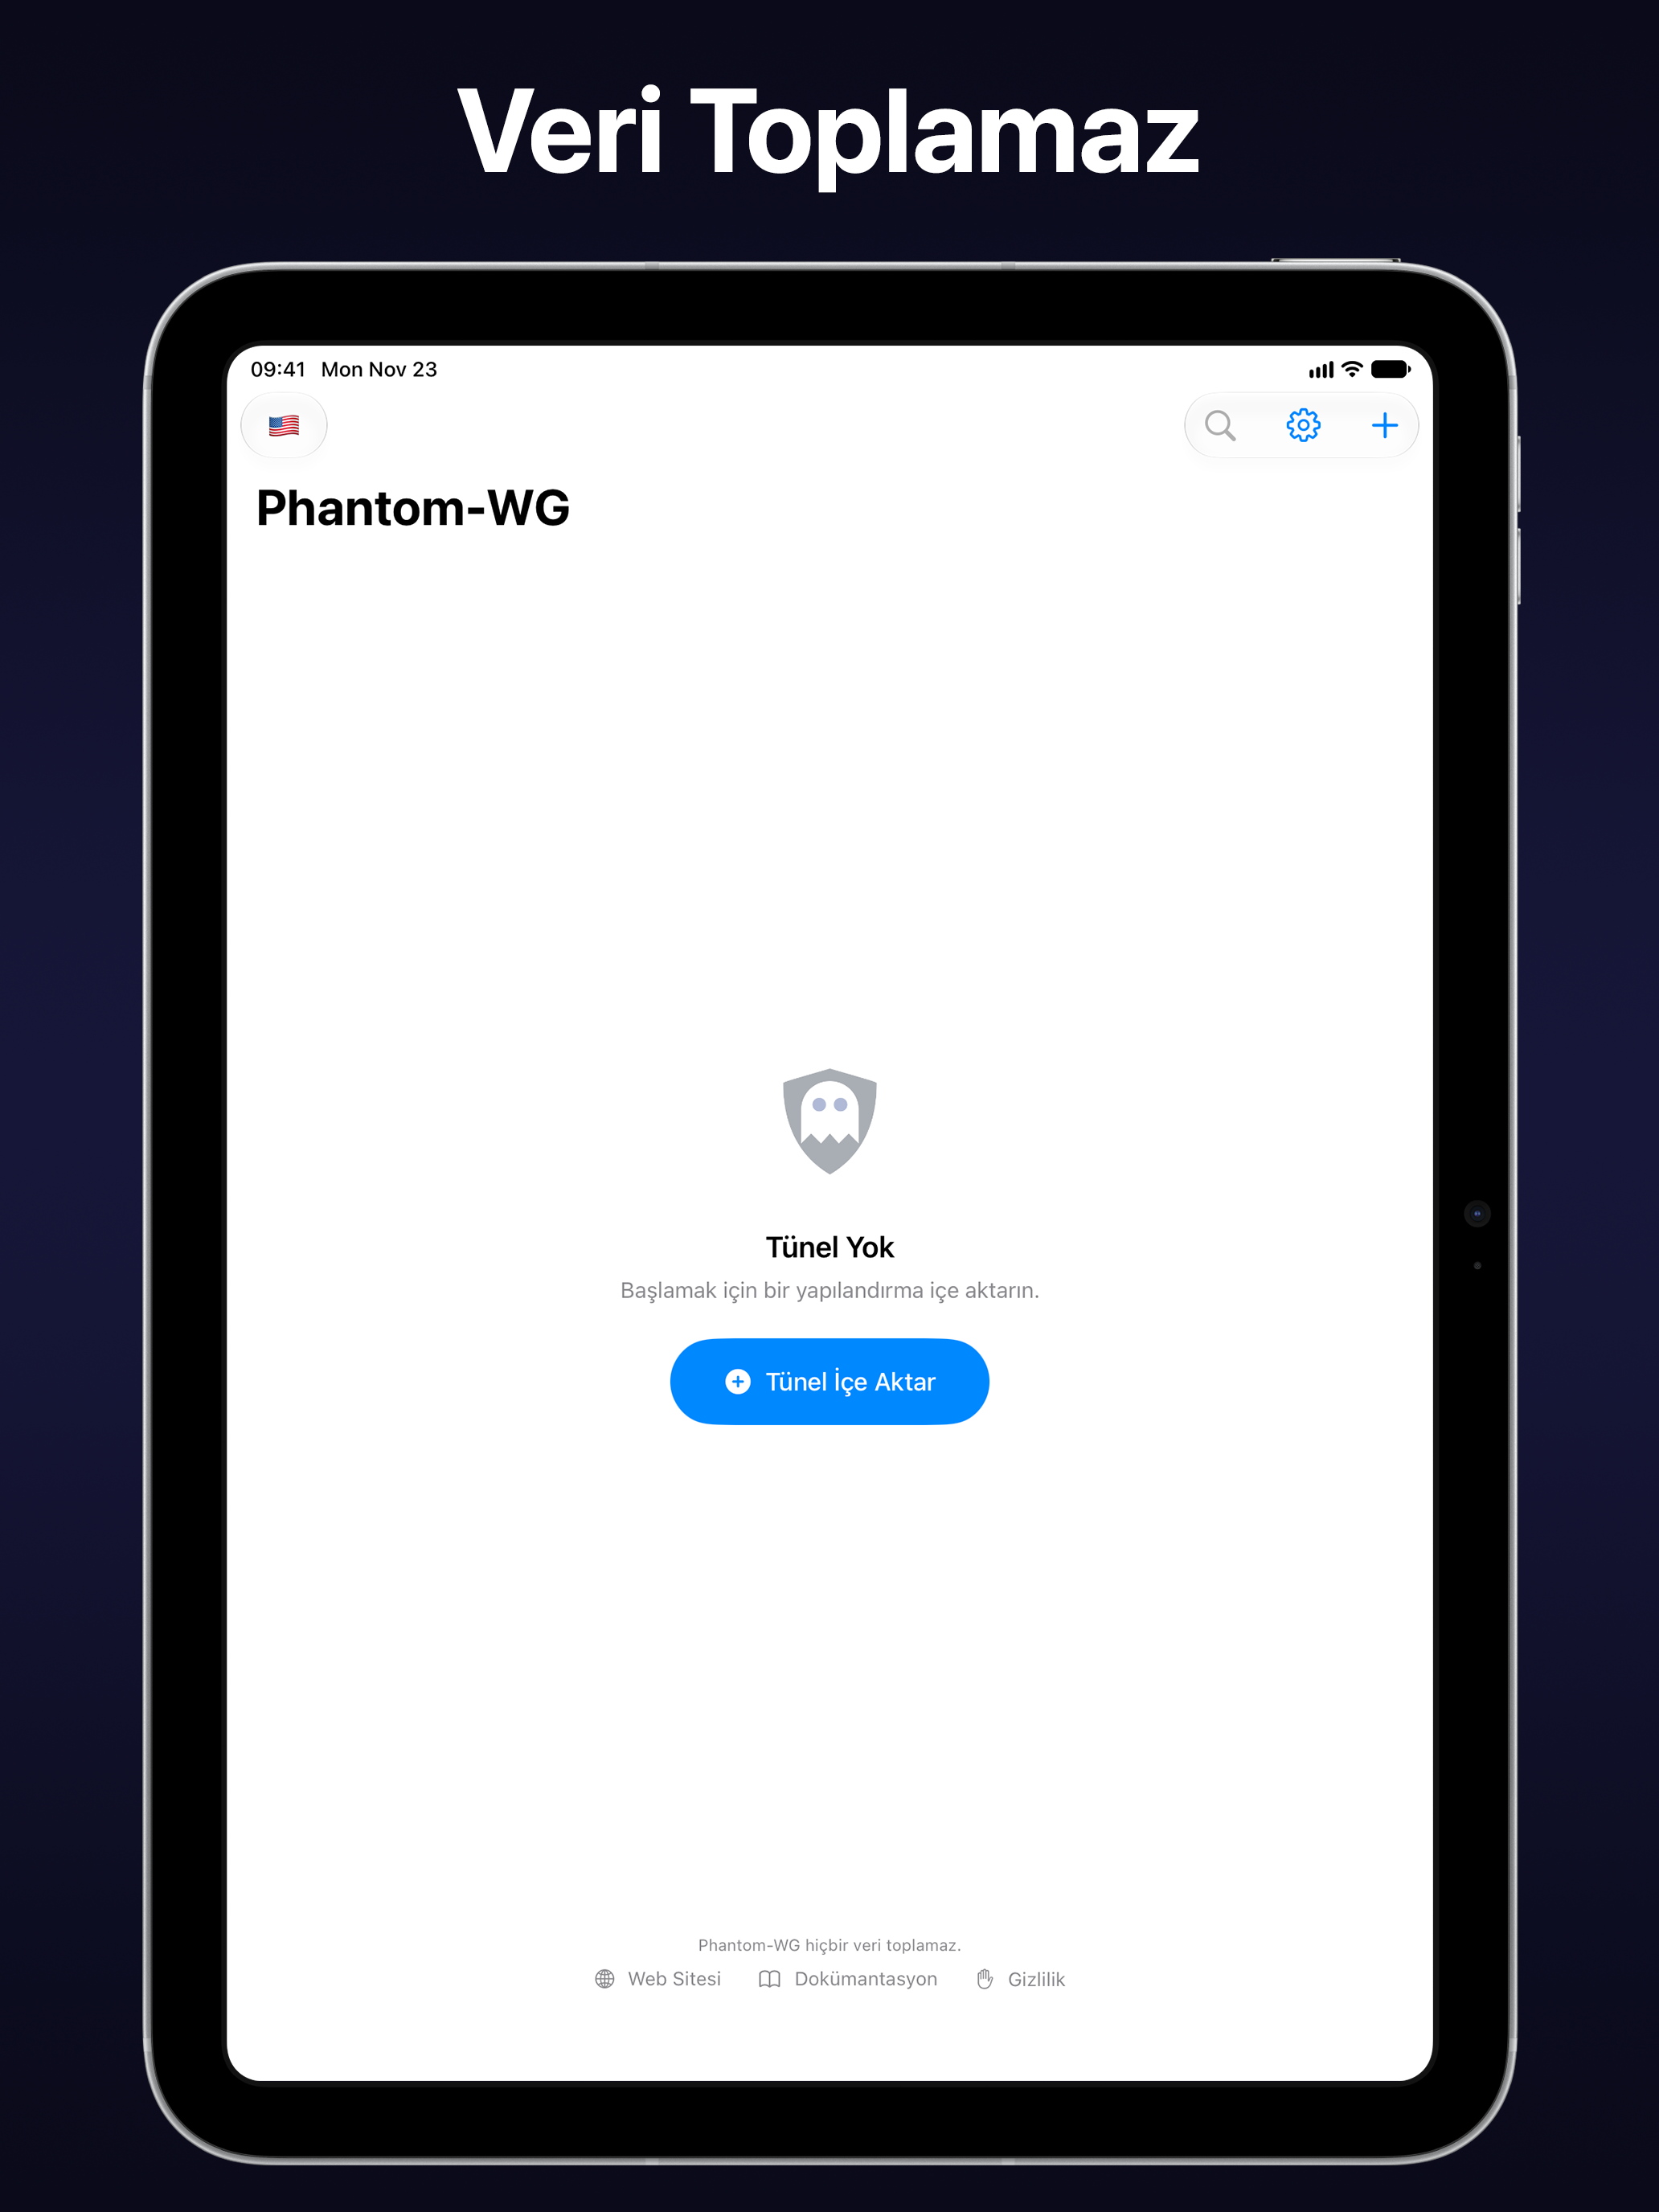 Veri Toplamaz
09:41 Mon Nov 23
Phantom-WG
Tünel Yok
Başlamak için bir yapılandırma içe aktarın.
Tünel İçe Aktar
Phantom-WG hiçbir veri toplamaz.
Web Sitesi Dokümantasyon Gizlilik